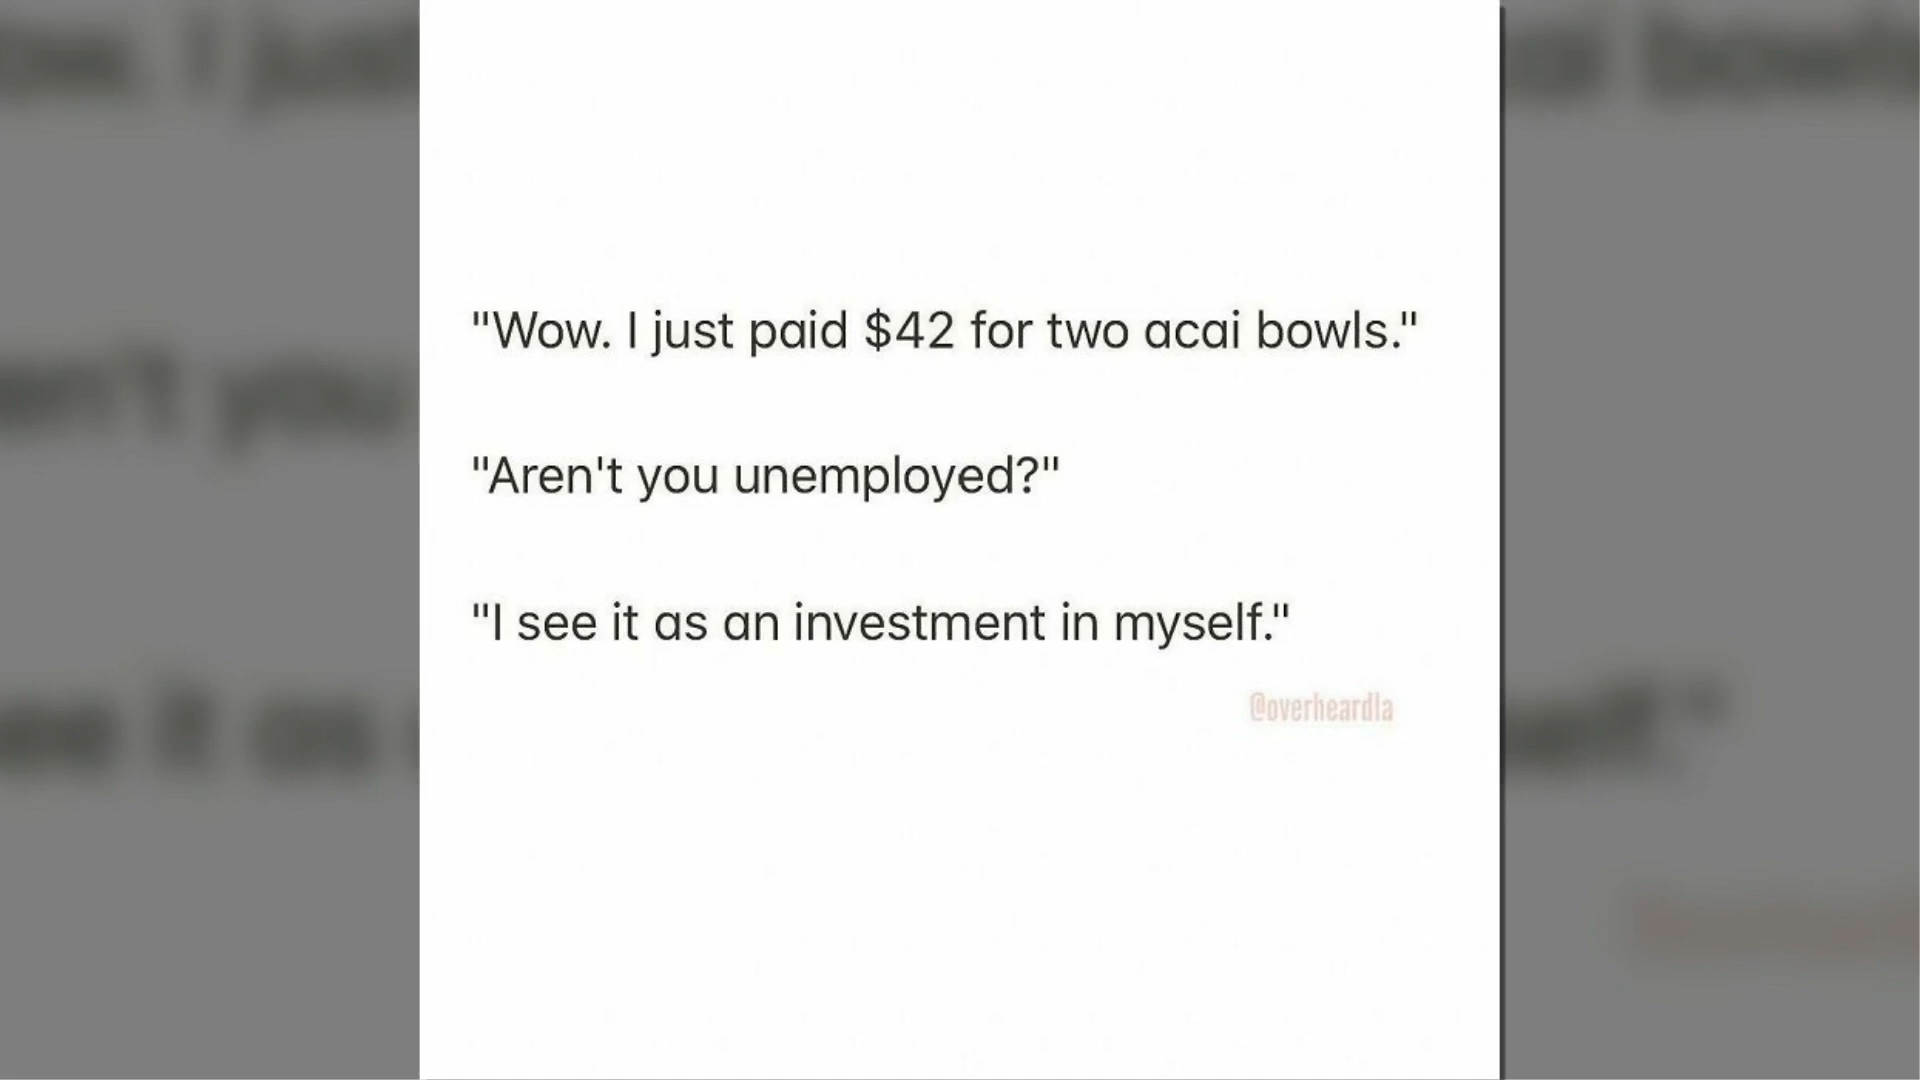 "Wow. I just paid $42 for two acai bowls."
"Aren't you unemployed?"
"I see it as an investment in myself."
@overheardla